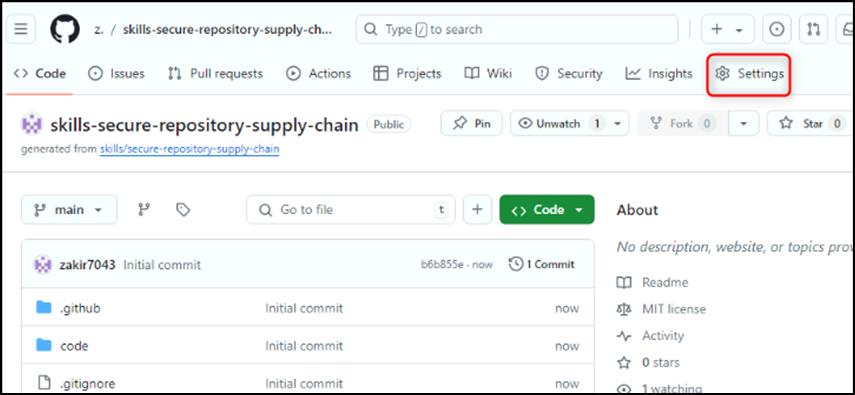 z. / skills-secure-repository-supply-ch... Type / to search
Code Issues Pull requests Actions Projects Wiki Security Insights Settings
skills-secure-repository-supply-chain Public Pin Unwatch 1 Fork 0 Star 0
generated from skills/secure-repository-supply-chain
main Go to file t Code About
No description, website, or topics prov
zakir7043 Initial commit b6b855e · now 1 Commit
Readme
.github Initial commit now
MIT license
Activity
code Initial commit now
0 stars
.gitignore Initial commit now
1 watching